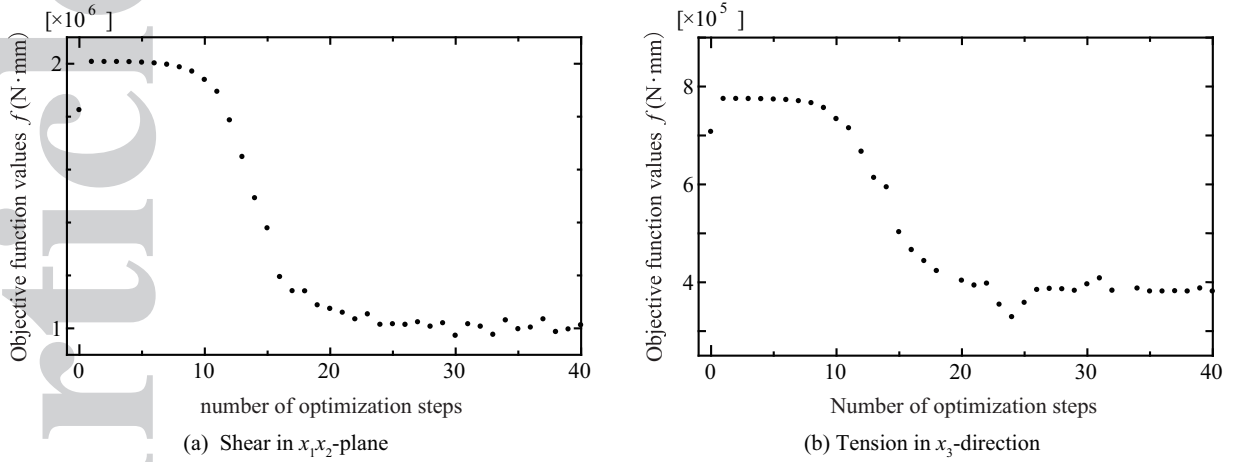 [×10⁶]
Objective function values f (N·mm)
2
1
0 10 20 30 40
number of optimization steps
(a) Shear in x₁x₂-plane
[×10⁵]
Objective function values f (N·mm)
8
6
4
0 10 20 30 40
Number of optimization steps
(b) Tension in x₃-direction